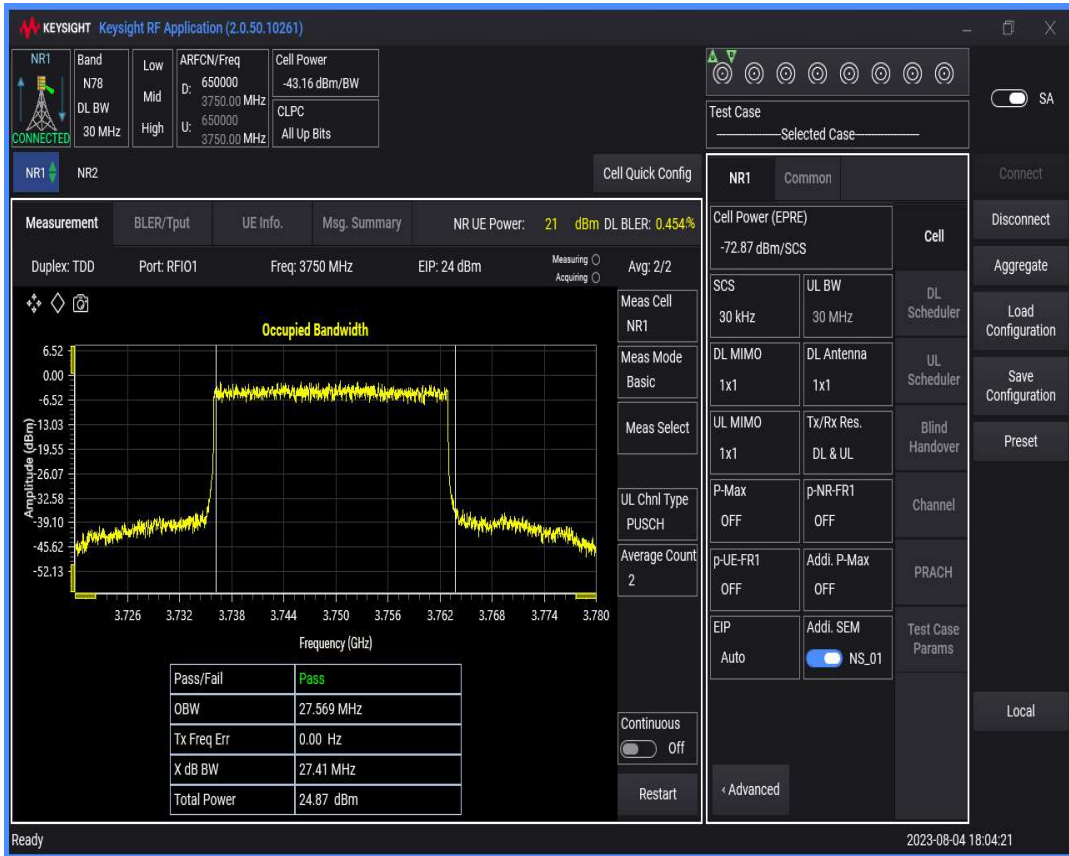 KEYSIGHT Keysight RF Application (2.0.50.10261)
NR1
CONNECTED
Band
N78
DL BW
30 MHz
Low
Mid
High
ARFCN/Freq
D: 650000
3750.00 MHz
U: 650000
3750.00 MHz
Cell Power
-43.16 dBm/BW
CLPC
All Up Bits
Test Case
Selected Case
SA
NR1
NR2
Cell Quick Config
Measurement
BLER/Tput
UE Info.
Msg. Summary
NR UE Power: 21 dBm DL BLER: 0.454%
Duplex: TDD
Port: RFIO1
Freq: 3750 MHz
EIP: 24 dBm
Measuring
Acquiring
Avg: 2/2
Occupied Bandwidth
Amplitude (dBm)
6.52
0.00
-6.52
-13.03
-19.55
-26.07
-32.58
-39.10
-45.62
-52.13
3.726 3.732 3.738 3.744 3.750 3.756 3.762 3.768 3.774 3.780
Frequency (GHz)
Pass/Fail Pass
OBW 27.569 MHz
Tx Freq Err 0.00 Hz
X dB BW 27.41 MHz
Total Power 24.87 dBm
Meas Cell
NR1
Meas Mode
Basic
Meas Select
UL Chnl Type
PUSCH
Average Count
2
Continuous
Off
Restart
NR1
Common
Cell Power (EPRE)
-72.87 dBm/SCS
SCS
30 kHz
UL BW
30 MHz
DL MIMO
1x1
DL Antenna
1x1
UL MIMO
1x1
Tx/Rx Res.
DL & UL
P-Max
OFF
p-NR-FR1
OFF
p-UE-FR1
OFF
Addi. P-Max
OFF
EIP
Auto
Addi. SEM
NS_01
‹ Advanced
Cell
DL
Scheduler
UL
Scheduler
Blind
Handover
Channel
PRACH
Test Case
Params
Connect
Disconnect
Aggregate
Load
Configuration
Save
Configuration
Preset
Local
Ready
2023-08-04 18:04:21